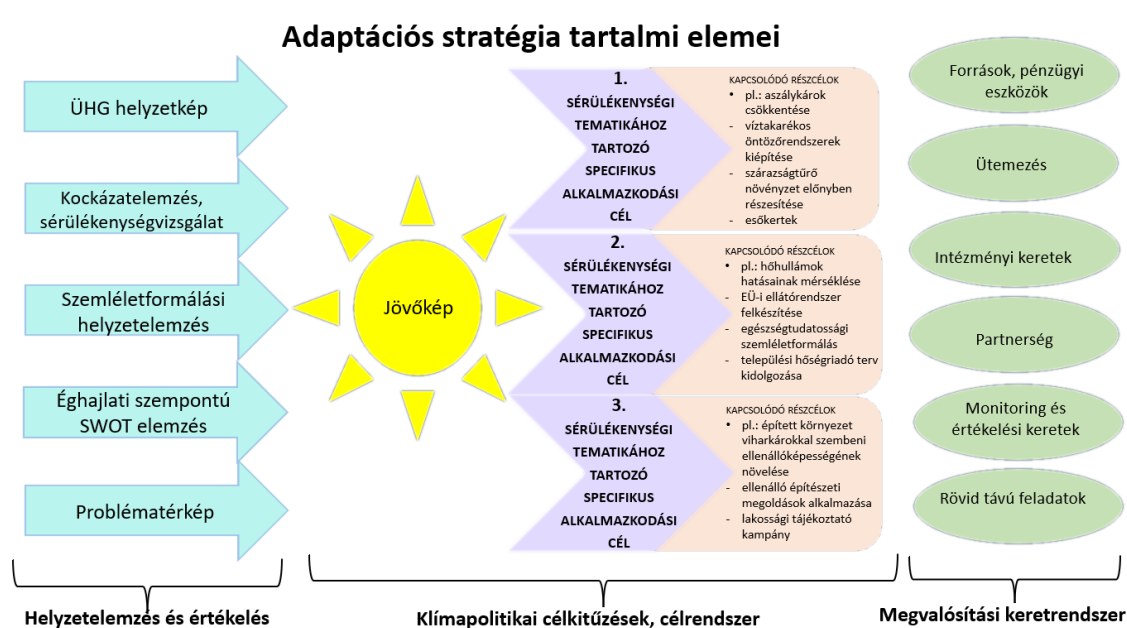 Adaptációs stratégia tartalmi elemei
ÜHG helyzetkép
Kockázatelemzés,
sérülékenységvizsgálat
Szemléletformálási
helyzetelemzés
Éghajlati szempontú
SWOT elemzés
Problématérkép
Helyzetelemzés és értékelés
Jövőkép
1.
SÉRÜLÉKENYSÉGI
TEMATIKÁHOZ
TARTOZÓ
SPECIFIKUS
ALKALMAZKODÁSI
CÉL
KAPCSOLÓDÓ RÉSZCÉLOK
• pl.: aszálykárok
csökkentése
- víztakarékos
öntözőrendszerek
kiépítése
- szárazságtűrő
növényzet előnyben
részesítése
- esőkertek
2.
SÉRÜLÉKENYSÉGI
TEMATIKÁHOZ
TARTOZÓ
SPECIFIKUS
ALKALMAZKODÁSI
CÉL
KAPCSOLÓDÓ RÉSZCÉLOK
• pl.: hőhullámok
hatásainak mérséklése
- EÜ-i ellátórendszer
- felkészítése
- egészségtudatossági
szemléletformálás
- települési hőségriadó terv
kidolgozása
3.
SÉRÜLÉKENYSÉGI
TEMATIKÁHOZ
TARTOZÓ
SPECIFIKUS
ALKALMAZKODÁSI
CÉL
KAPCSOLÓDÓ RÉSZCÉLOK
• pl.: épített környezet
viharkárokkal szembeni
ellenállóképességének
növelése
- ellenálló építészeti
megoldások alkalmazása
- lakossági tájékoztató
kampány
Klímapolitikai célkitűzések, célrendszer
Források, pénzügyi
eszközök
Ütemezés
Intézményi keretek
Partnerség
Monitoring és
értékelési keretek
Rövid távú feladatok
Megvalósítási keretrendszer